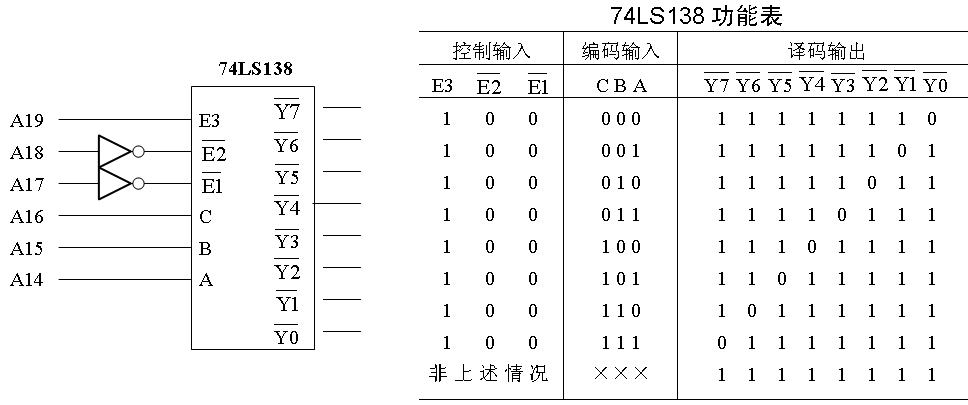 74LS138
A19
A18
A17
A16
A15
A14
E3
E2
E1
C
B
A
Y7
Y6
Y5
Y4
Y3
Y2
Y1
Y0
74LS138 功能表
控制输入 编码输入 译码输出
E3 E2 E1 C B A Y7 Y6 Y5 Y4 Y3 Y2 Y1 Y0
1 0 0 0 0 0 1 1 1 1 1 1 1 0
1 0 0 0 0 1 1 1 1 1 1 1 0 1
1 0 0 0 1 0 1 1 1 1 1 0 1 1
1 0 0 0 1 1 1 1 1 1 0 1 1 1
1 0 0 1 0 0 1 1 1 0 1 1 1 1
1 0 0 1 0 1 1 1 0 1 1 1 1 1
1 0 0 1 1 0 1 0 1 1 1 1 1 1
1 0 0 1 1 1 0 1 1 1 1 1 1 1
非上述情况 ××× 1 1 1 1 1 1 1 1